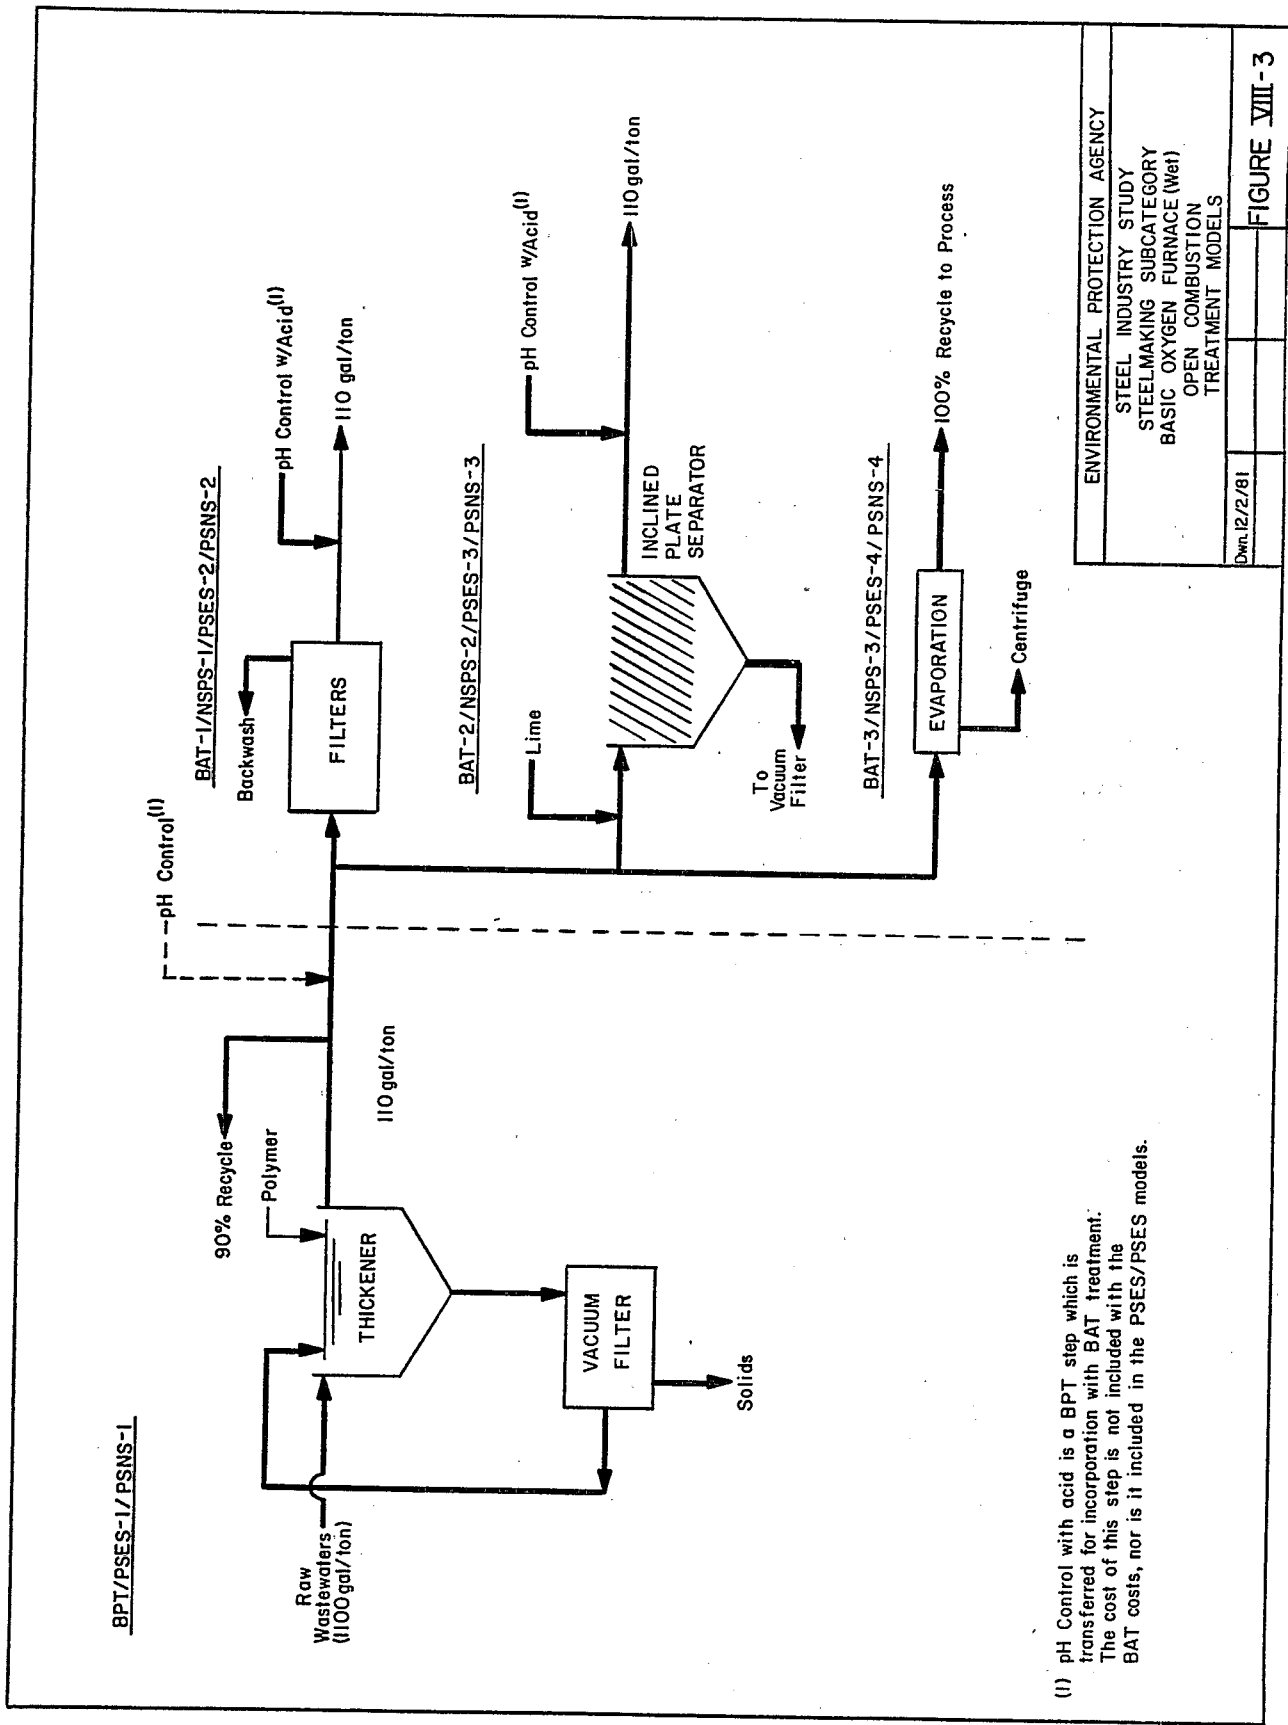 BPT/PSES-1/PSNS-1
Raw
Wastewaters
(1100 gal/ton)
90% Recycle
Polymer
THICKENER
VACUUM
FILTER
Solids
110 gal/ton
pH Control(1)
BAT-1/NSPS-1/PSES-2/PSNS-2
Backwash
FILTERS
pH Control w/Acid(1)
110 gal/ton
BAT-2/NSPS-2/PSES-3/PSNS-3
Lime
To
Vacuum
Filter
INCLINED
PLATE
SEPARATOR
pH Control w/Acid(1)
110 gal/ton
BAT-3/NSPS-3/PSES-4/PSNS-4
EVAPORATION
Centrifuge
100% Recycle to Process
(1) pH Control with acid is a BPT step which is
transferred for incorporation with BAT treatment.
The cost of this step is not included with the
BAT costs, nor is it included in the PSES/PSES models.
ENVIRONMENTAL PROTECTION AGENCY
STEEL INDUSTRY STUDY
STEELMAKING SUBCATEGORY
BASIC OXYGEN FURNACE (Wet)
OPEN COMBUSTION
TREATMENT MODELS
Dwn. 12/2/81
FIGURE VIII-3